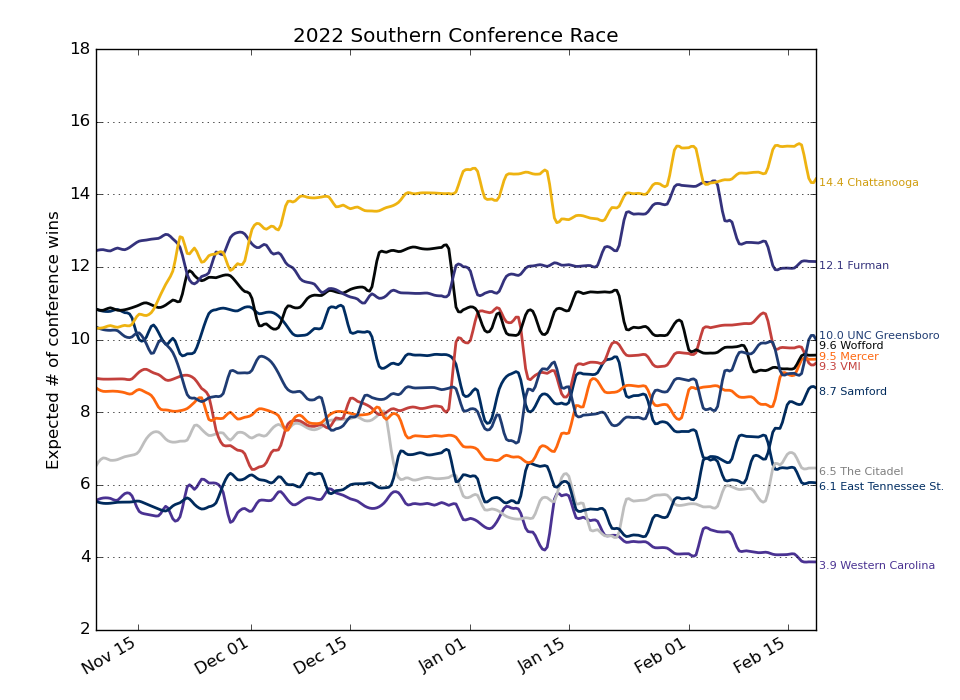 2022 Southern Conference Race
Expected # of conference wins
18
16
14
12
10
8
6
4
2
14.4 Chattanooga
12.1 Furman
10.0 UNC Greensboro
9.6 Wofford
9.5 Mercer
9.3 VMI
8.7 Samford
6.5 The Citadel
6.1 East Tennessee St.
3.9 Western Carolina
Nov 15
Dec 01
Dec 15
Jan 01
Jan 15
Feb 01
Feb 15